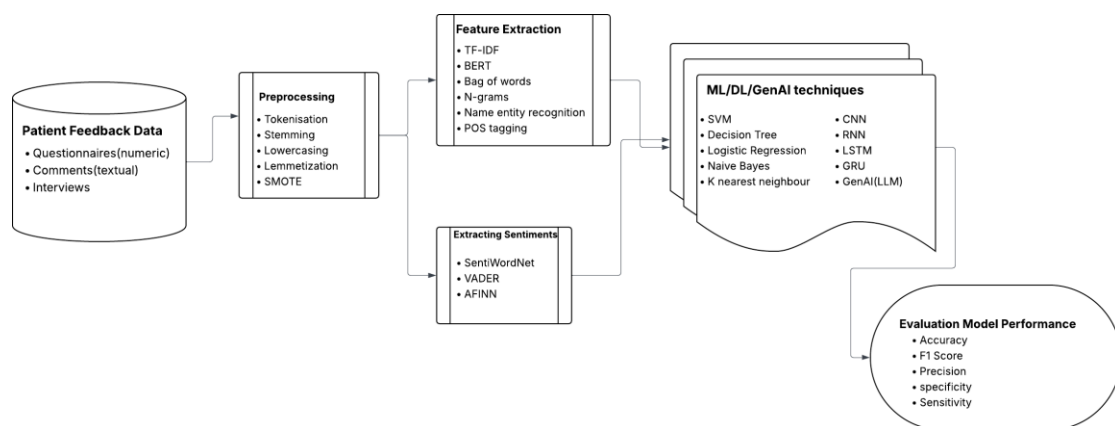 Patient Feedback Data
• Questionnaires(numeric)
• Comments(textual)
• Interviews
Preprocessing
• Tokenisation
• Stemming
• Lowercasing
• Lemmetization
• SMOTE
Feature Extraction
• TF-IDF
• BERT
• Bag of words
• N-grams
• Name entity recognition
• POS tagging
Extracting Sentiments
• SentiWordNet
• VADER
• AFINN
ML/DL/GenAI techniques
• SVM
• Decision Tree
• Logistic Regression
• Naive Bayes
• K nearest neighbour
• CNN
• RNN
• LSTM
• GRU
• GenAI(LLM)
Evaluation Model Performance
• Accuracy
• F1 Score
• Precision
• specificity
• Sensitivity